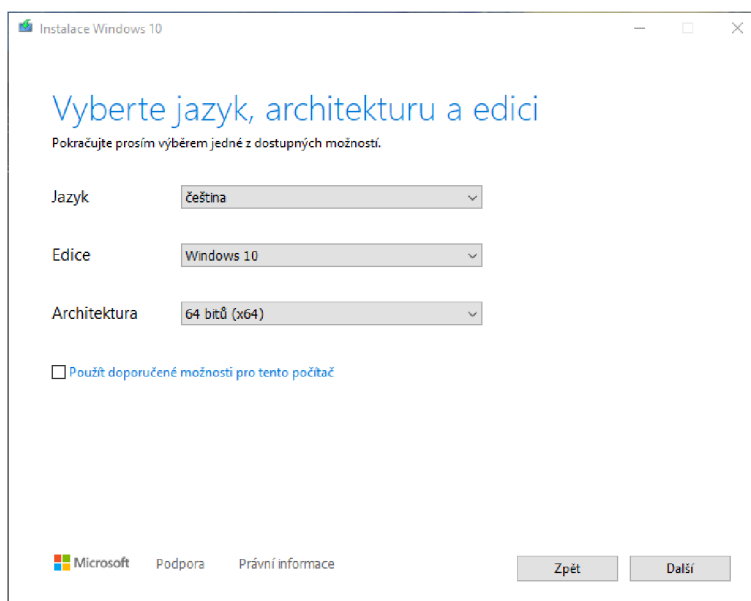 Instalace Windows 10
Vyberte jazyk, architekturu a edici
Pokračujte prosím výběrem jedné z dostupných možností.
Jazyk čeština
Edice Windows 10
Architektura 64 bitů (x64)
Použít doporučené možnosti pro tento počítač
Microsoft Podpora Právní informace Zpět Další